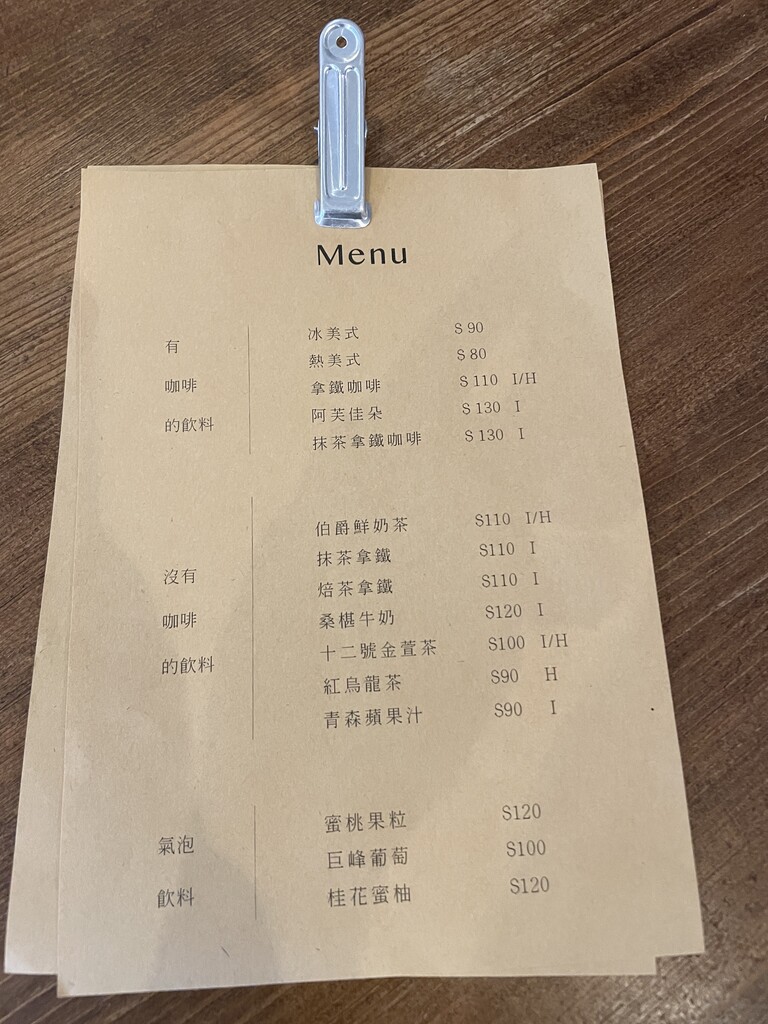 Menu
有
咖啡
的飲料
冰美式 $ 90
熱美式 $ 80
拿鐵咖啡 $ 110 I/H
阿芙佳朵 $ 130 I
抹茶拿鐵咖啡 $ 130 I
沒有
咖啡
的飲料
伯爵鮮奶茶 $110 I/H
抹茶拿鐵 $110 I
焙茶拿鐵 $110 I
桑椹牛奶 $120 I
十二號金萱茶 $100 I/H
紅烏龍茶 $90 H
青森蘋果汁 $90 I
氣泡
飲料
蜜桃果粒 $120
巨峰葡萄 $100
桂花蜜柚 $120